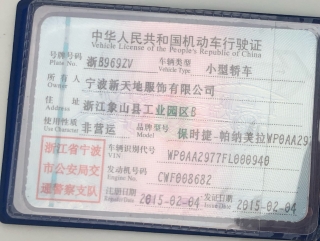 中华人民共和国机动车行驶证
Vehicle License of the People's Republic of China
号牌号码 Plate No. 浙B969ZV 车辆类型 Vehicle Type 小型轿车
所有人 Owner 宁波新天地服饰有限公司
住址 Address 浙江象山县工业园区B
使用性质 Use Character 非营运 品牌型号 Model 保时捷-帕纳美拉WP0AA29
浙江省宁波市公安局交通警察支队
车辆识别代号 VIN WP0AA2977FL000940
发动机号码 Engine No. CWF008682
注册日期 Register Date 2015-02-04 发证日期 Issue Date 2015-02-04